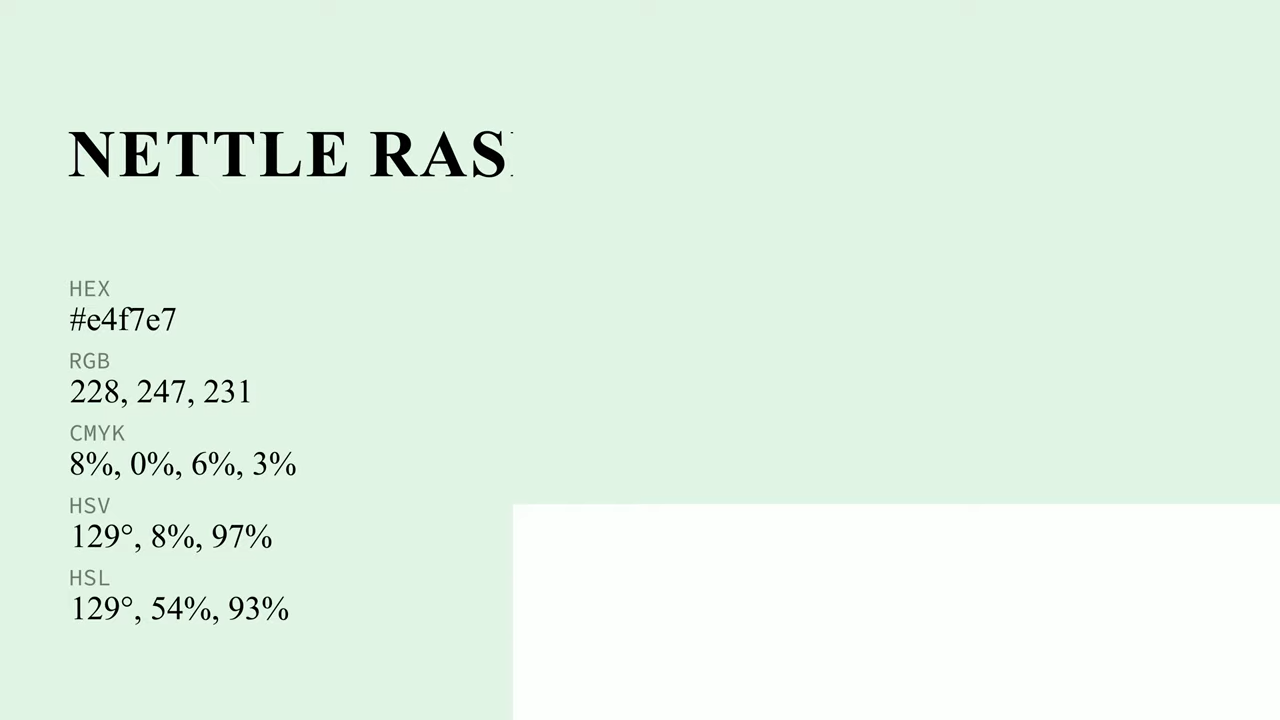 NETTLE RAS
HEX
#e4f7e7
RGB
228, 247, 231
CMYK
8%, 0%, 6%, 3%
HSV
129°, 8%, 97%
HSL
129°, 54%, 93%